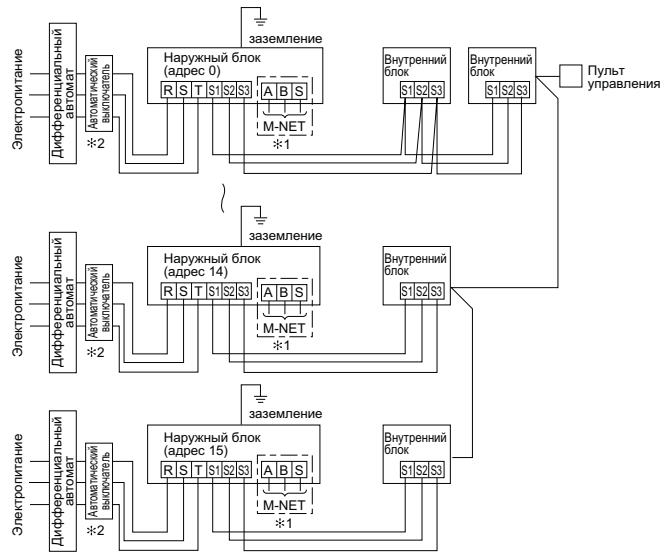 заземление
Наружный блок
(адрес 0)
R S T S1 S2 S3
A B S
M-NET
*1
Электропитание
Дифференциальный
автомат
Автоматический
выключатель
*2
Внутренний
блок
S1 S2 S3
Внутренний
блок
S1 S2 S3
Пульт
управления
заземление
Наружный блок
(адрес 14)
R S T S1 S2 S3
A B S
M-NET
*1
Электропитание
Дифференциальный
автомат
Автоматический
выключатель
*2
Внутренний
блок
S1 S2 S3
заземление
Наружный блок
(адрес 15)
R S T S1 S2 S3
A B S
M-NET
*1
Электропитание
Дифференциальный
автомат
Автоматический
выключатель
*2
Внутренний
блок
S1 S2 S3